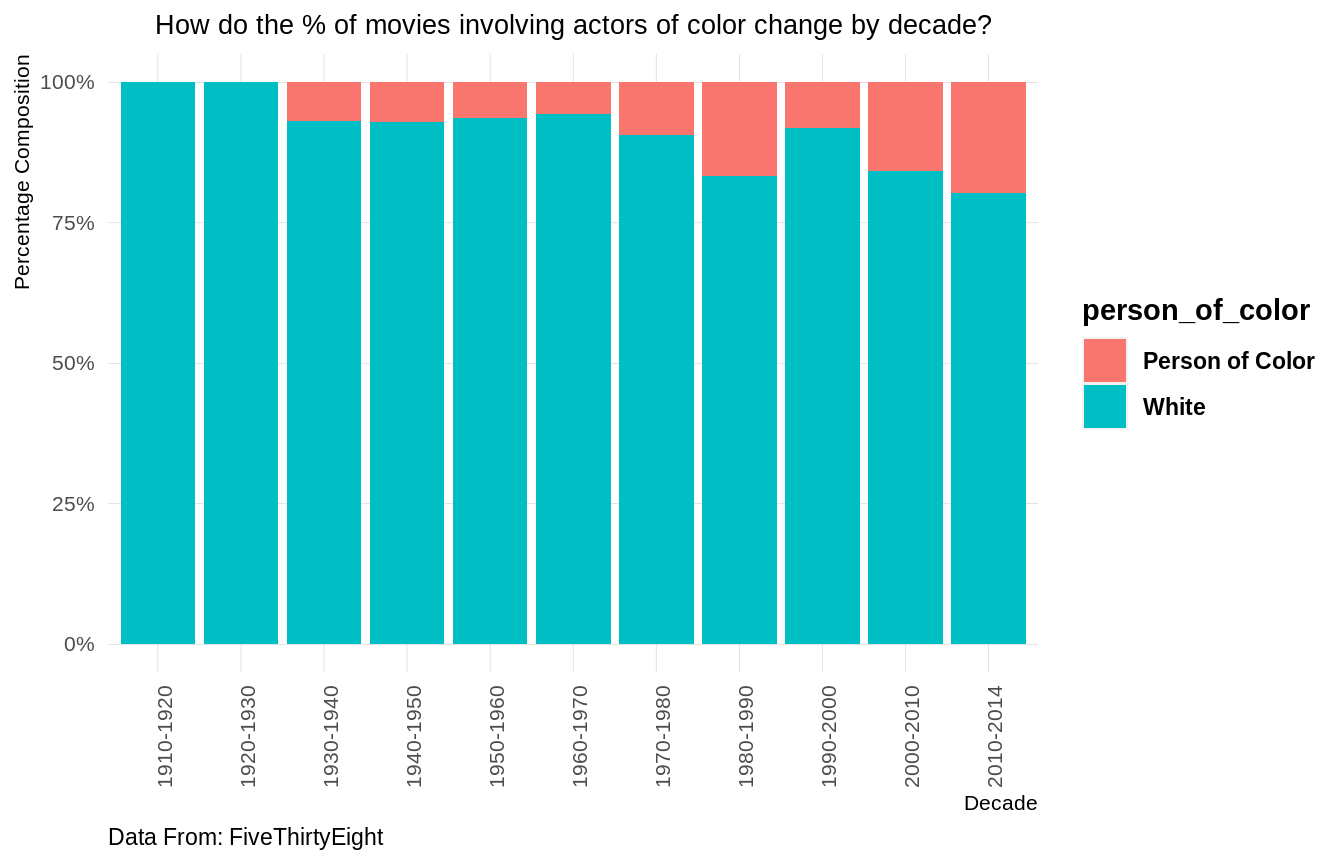 How do the % of movies involving actors of color change by decade?
Percentage Composition
100%
75%
50%
25%
0%
1910-1920
1920-1930
1930-1940
1940-1950
1950-1960
1960-1970
1970-1980
1980-1990
1990-2000
2000-2010
2010-2014
Decade
person_of_color
Person of Color
White
Data From: FiveThirtyEight